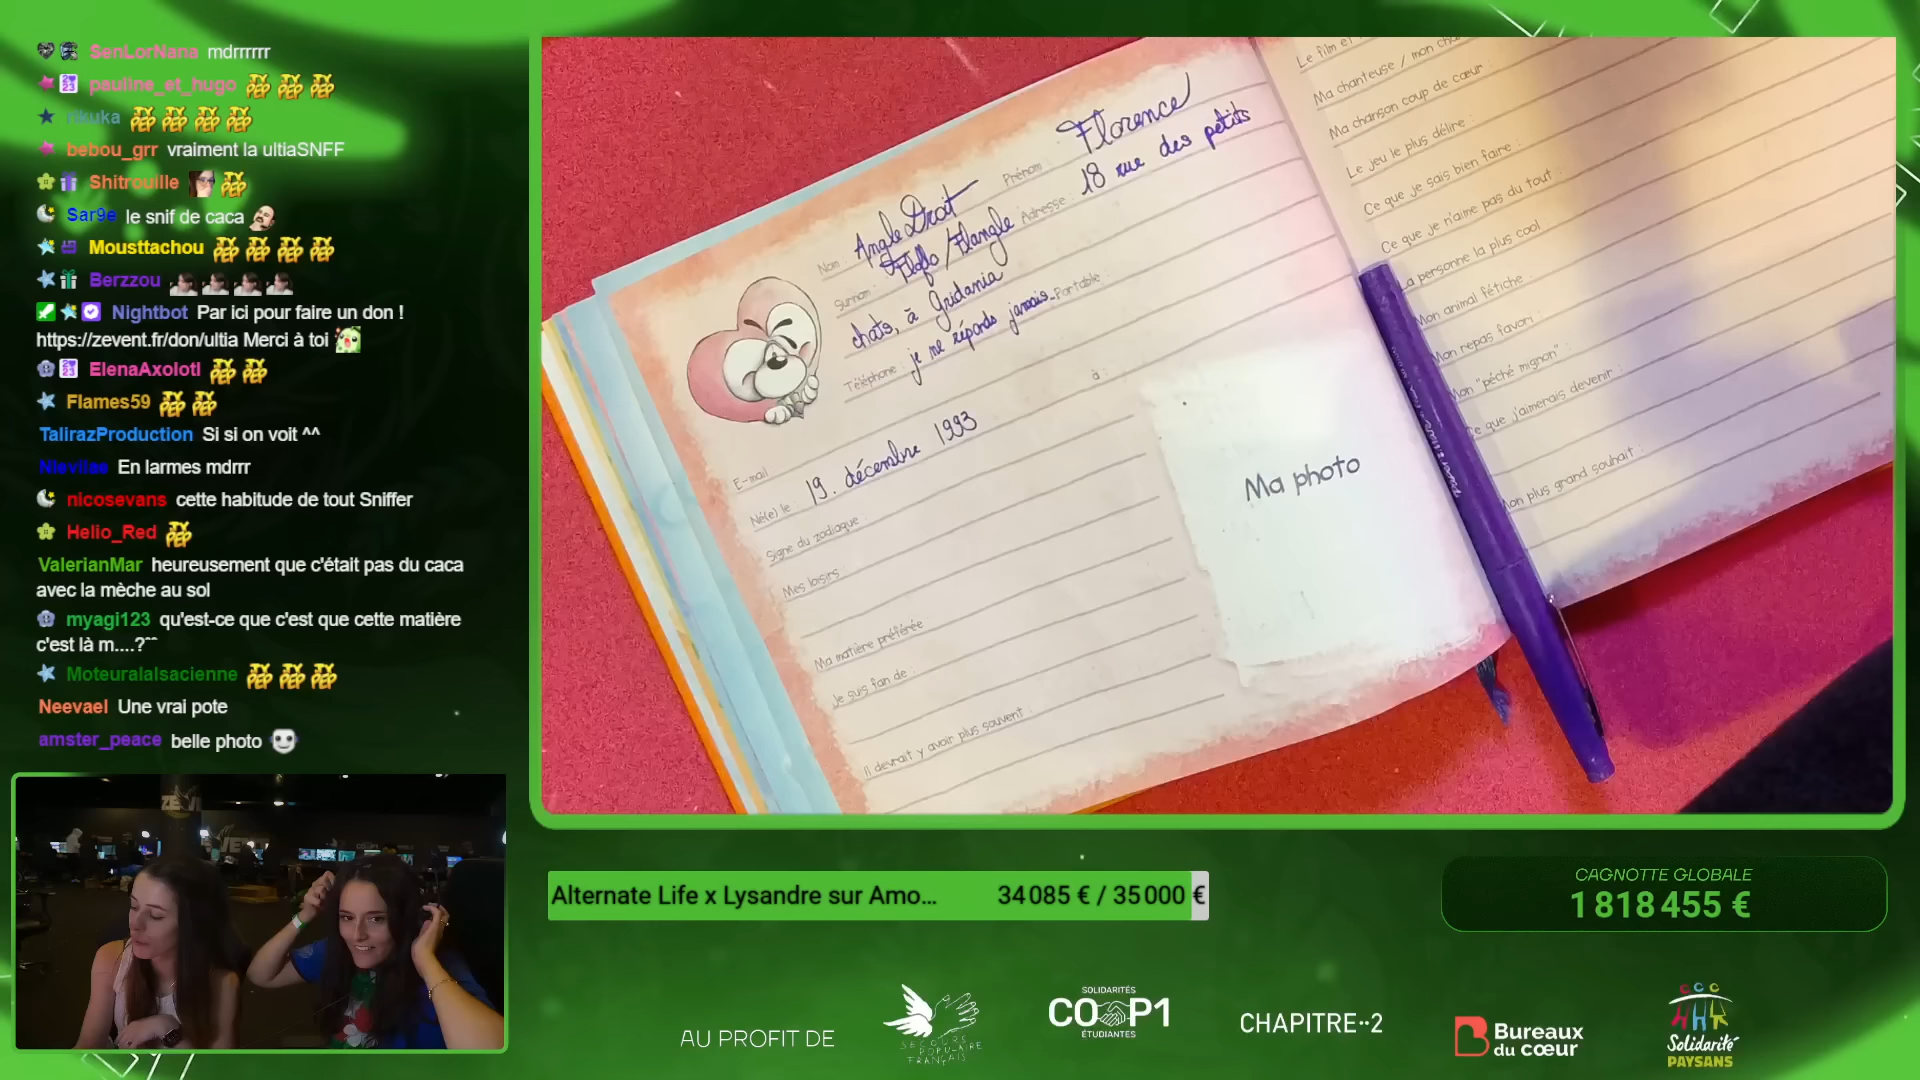 SenLorNana mdrrrrrr
pauline_et_hugo
rikuka
bebou_grr vraiment la ultiaSNFF
Shitrouille
Sar9e le snif de caca
Mousttachou
Berzzou
Nightbot Par ici pour faire un don !
https://zevent.fr/don/ultia Merci à toi
ElenaAxolotl
Flames59
TalirazProduction Si si on voit ^^
Nievilas En larmes mdrrr
nicosevans cette habitude de tout Sniffer
Helio_Red
ValerianMar heureusement que c'était pas du caca
avec la mèche au sol
myagi123 qu'est-ce que c'est que cette matière
c'est là m....?^^
Moteuralalsacienne
Neevael Une vrai pote
amster_peace belle photo
Nom : Angle Droit Prénom : Florence
Surnom : Floflo / Flangle Adresse : 18 rue des petits
chats, à Gridania
Téléphone : je ne réponds jamais. Portable :
E-mail
Né(e) le : 19. décembre 1993 à :
Signe du zodiaque
Mes loisirs
Ma matière préférée
Je suis fan de :
Il devrait y avoir plus souvent :
Ma photo
Le film et
Ma chanteuse / mon
Ma chanson coup de cœur :
Le jeu le plus délire :
Ce que je sais bien faire :
Ce que je n'aime pas du tout :
La personne la plus cool :
Mon animal fétiche :
Mon repas favori :
Mon "péché mignon" :
Ce que j'aimerais devenir :
Mon plus grand souhait :
Alternate Life x Lysandre sur Amo... 34 085 € / 35 000 €
CAGNOTTE GLOBALE
1 818 455 €
AU PROFIT DE
SECOURS
POPULAIRE
FRANÇAIS
SOLIDARITÉS
CO P1
ÉTUDIANTES
CHAPITRE··2
Bureaux
du cœur
Solidarité
PAYSANS